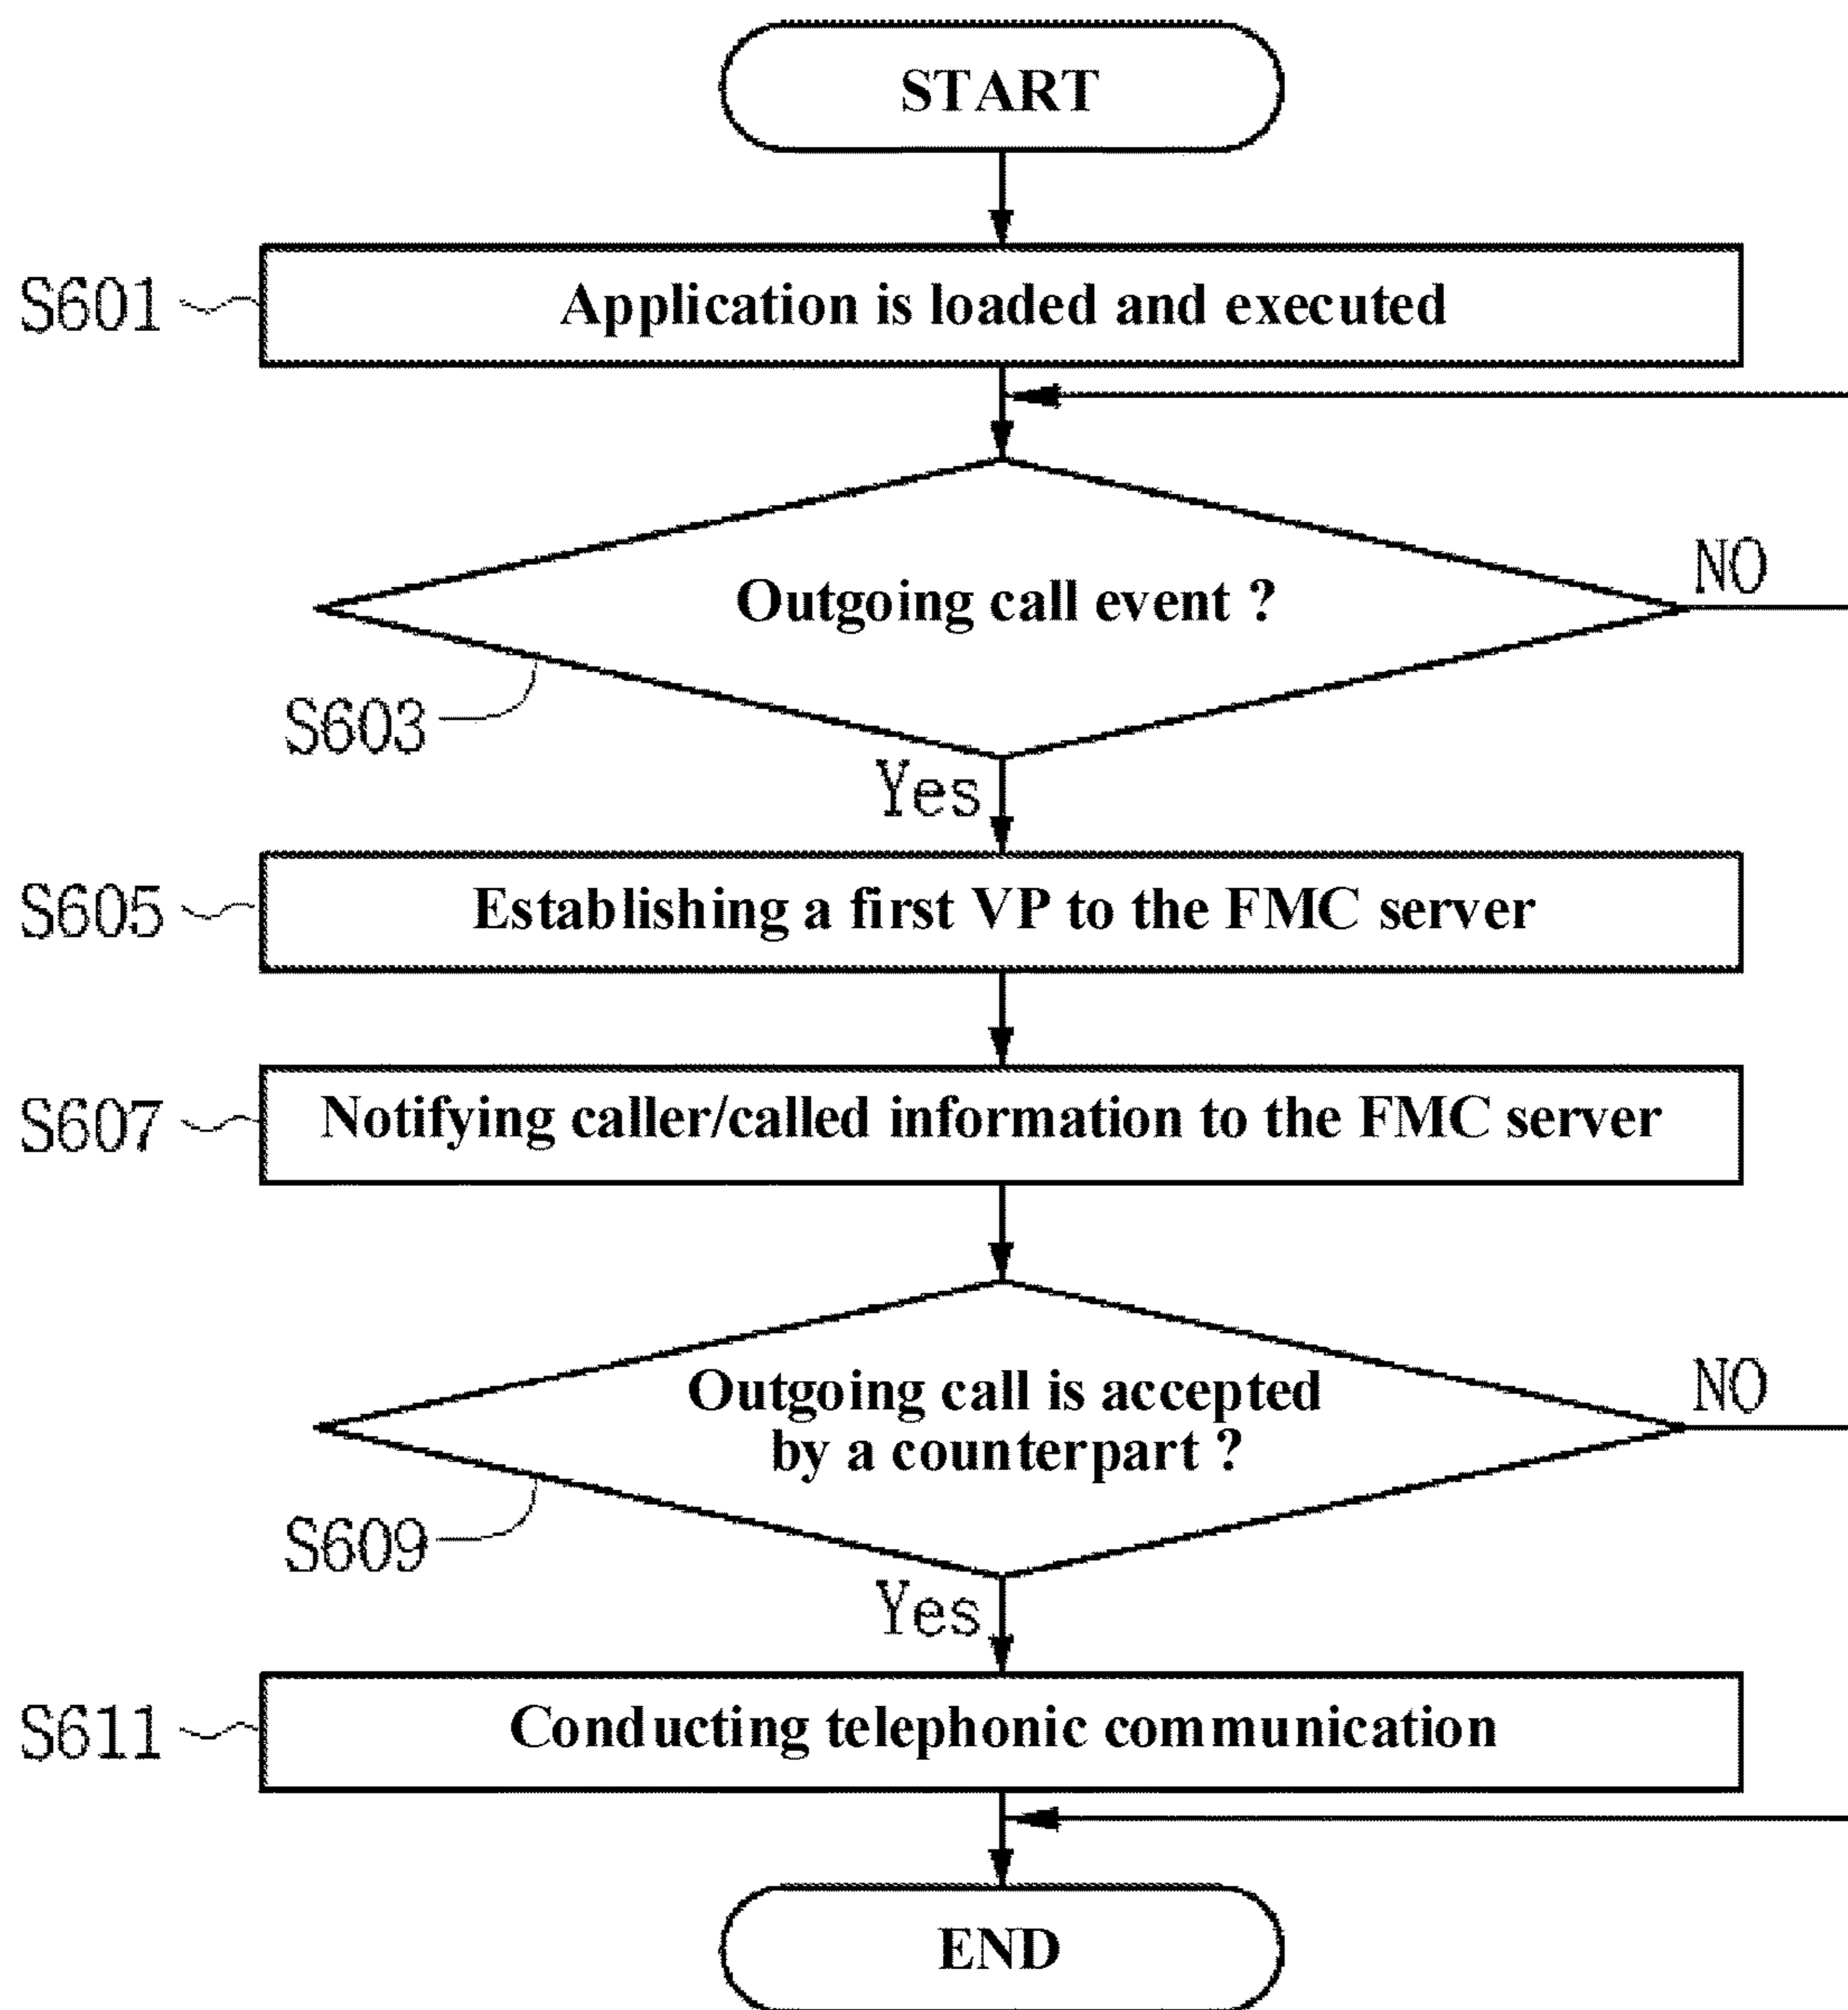 START
S601
Application is loaded and executed
Outgoing call event ?
NO
S603
Yes
S605
Establishing a first VP to the FMC server
S607
Notifying caller/called information to the FMC server
Outgoing call is accepted
by a counterpart ?
NO
S609
Yes
S611
Conducting telephonic communication
END